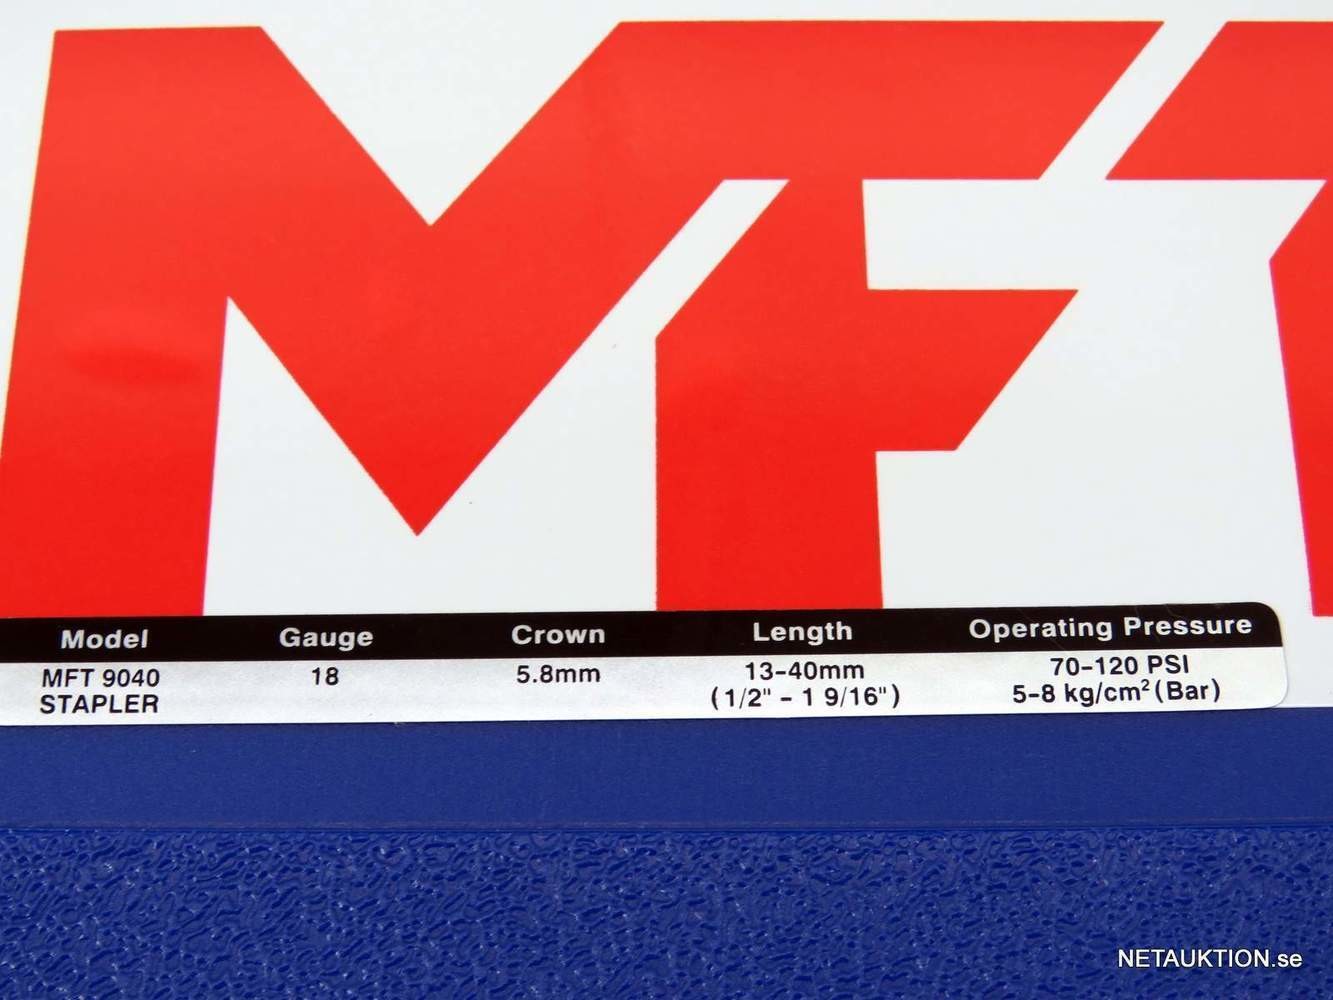 MFT
Model Gauge Crown Length Operating Pressure
MFT 9040 18 5.8mm 13-40mm 70-120 PSI
STAPLER (1/2" - 1 9/16") 5-8 kg/cm² (Bar)
NETAUKTION.se